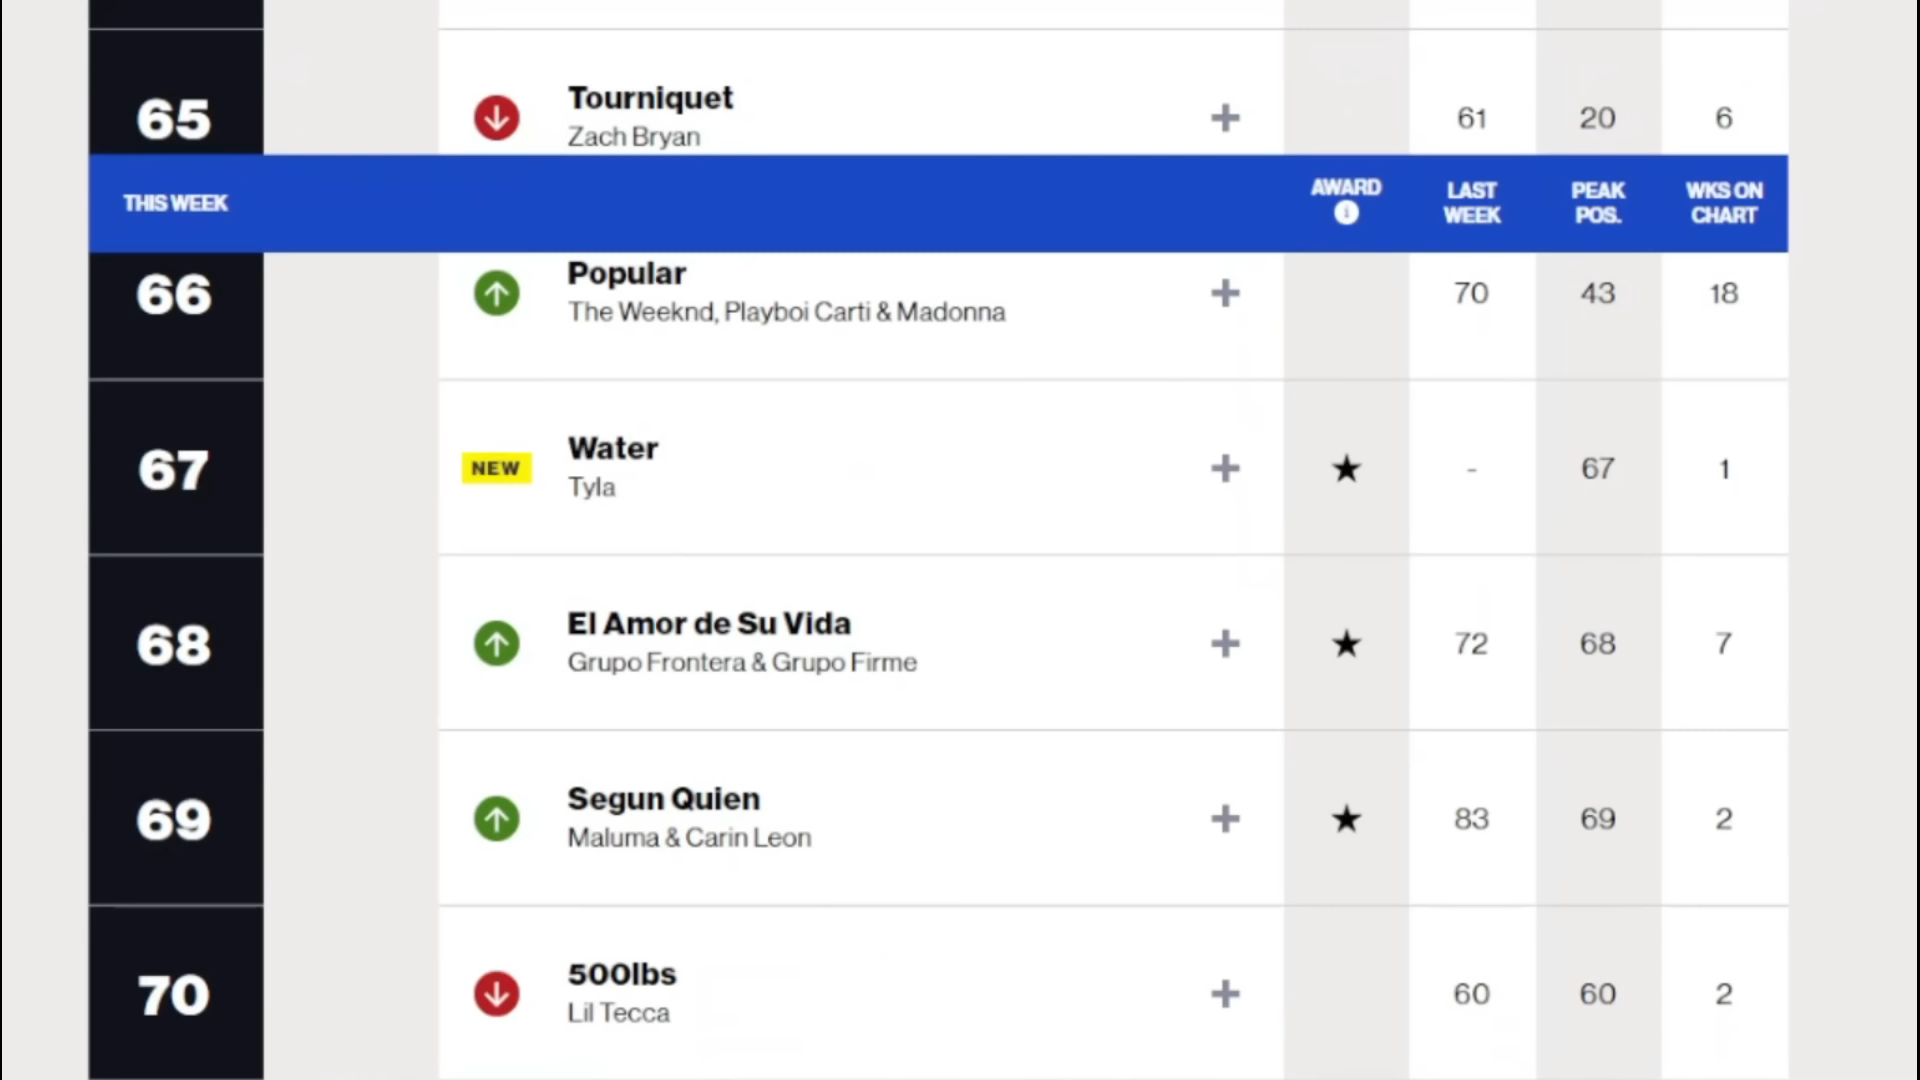 65
Tourniquet
Zach Bryan
61 20 6
THIS WEEK
AWARD
LAST WEEK
PEAK POS.
WKS ON CHART
66
Popular
The Weeknd, Playboi Carti & Madonna
70 43 18
67
NEW
Water
Tyla
- 67 1
68
El Amor de Su Vida
Grupo Frontera & Grupo Firme
72 68 7
69
Segun Quien
Maluma & Carin Leon
83 69 2
70
500lbs
Lil Tecca
60 60 2